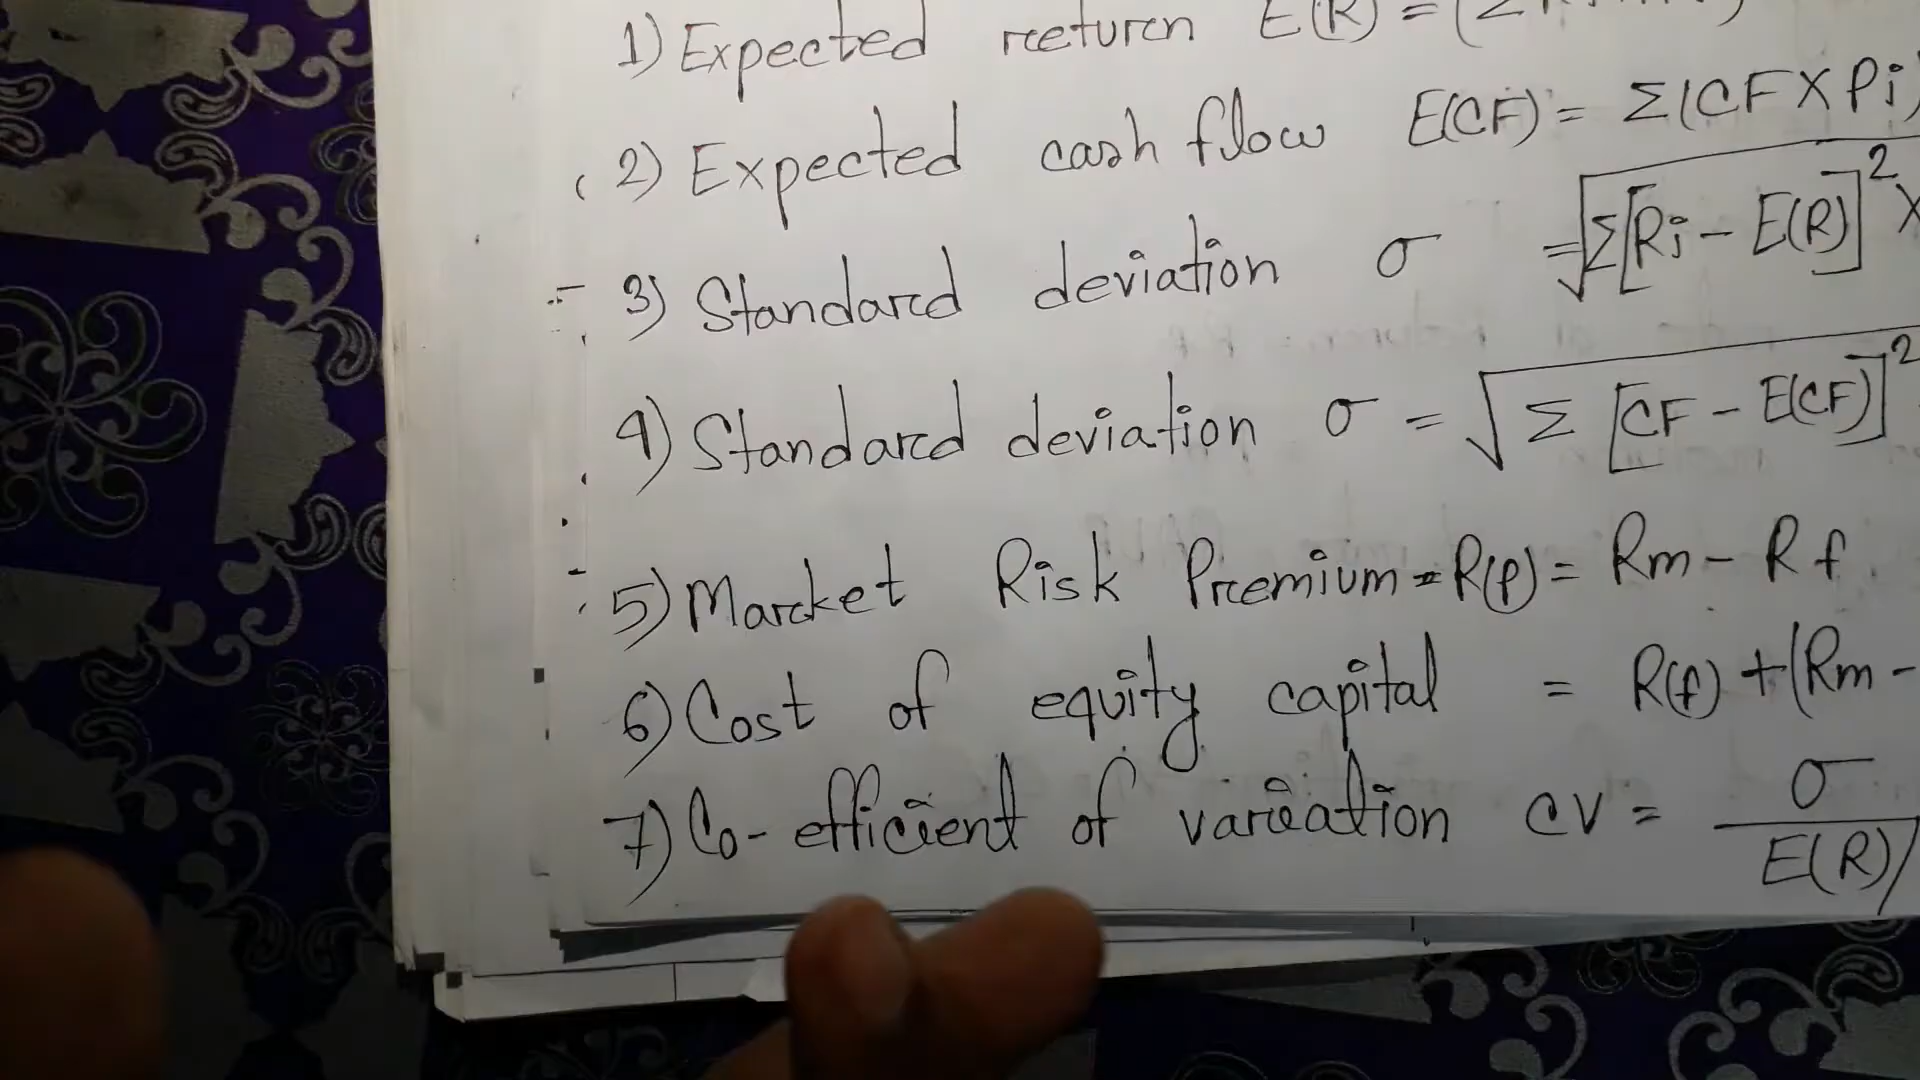 1) Expected return E(R) = (Σ
2) Expected cash flow E(CF) = Σ(CF X Pi)
3) Standard deviation σ = √Σ[Ri - E(R)]² X
4) Standard deviation σ = √Σ [CF - E(CF)]²
5) Market Risk Premium = R(P) = Rm - Rf
6) Cost of equity capital = R(f) + (Rm -
7) Co-efficient of variation CV = σ / E(R)